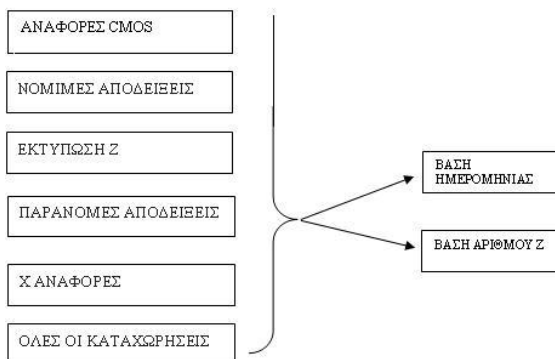 ΑΝΑΦΟΡΕΣ CMOS
ΝΟΜΙΜΕΣ ΑΠΟΔΕΙΞΕΙΣ
ΕΚΤΥΠΩΣΗ Ζ
ΠΑΡΑΝΟΜΕΣ ΑΠΟΔΕΙΞΕΙΣ
Χ ΑΝΑΦΟΡΕΣ
ΟΛΕΣ ΟΙ ΚΑΤΑΧΩΡΗΣΕΙΣ
ΒΑΣΗ
ΗΜΕΡΟΜΗΝΙΑΣ
ΒΑΣΗ ΑΡΙΘΜΟΥ Ζ